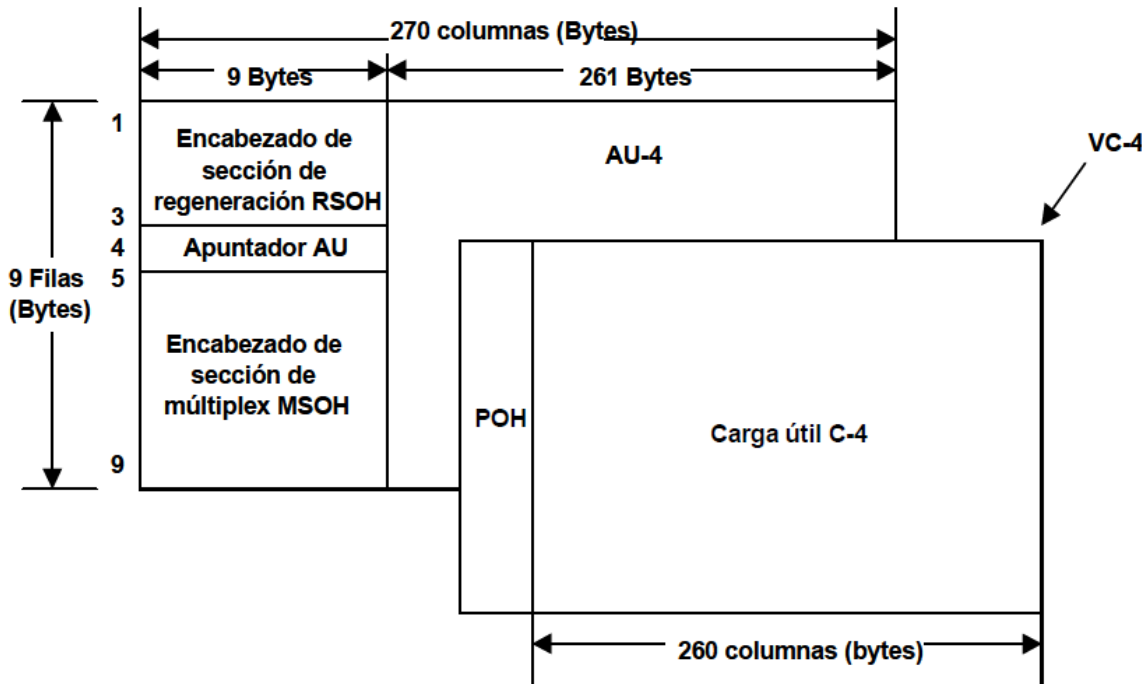 270 columnas (Bytes)
9 Bytes
261 Bytes
1
Encabezado de
sección de
regeneración RSOH
AU-4
VC-4
3
4
Apuntador AU
5
9 Filas
(Bytes)
Encabezado de
sección de
múltiplex MSOH
POH
Carga útil C-4
9
260 columnas (bytes)